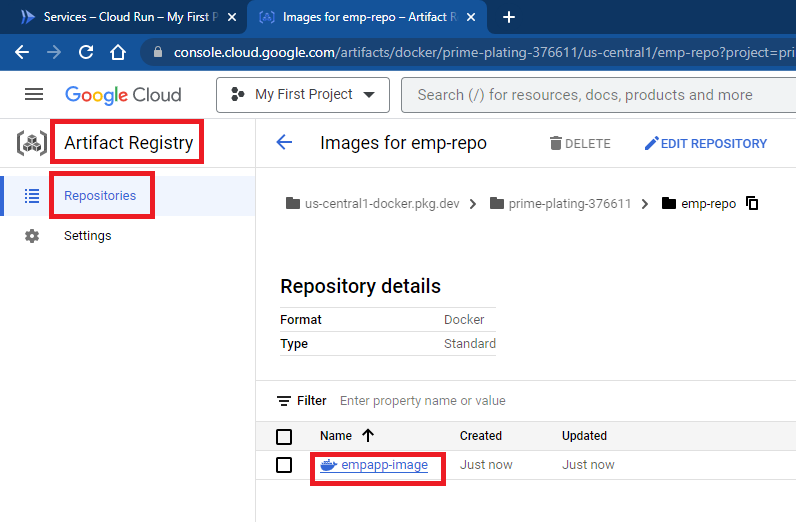 Services – Cloud Run – My First P
Images for emp-repo – Artifact R
console.cloud.google.com/artifacts/docker/prime-plating-376611/us-central1/emp-repo?project=pri
Google Cloud
My First Project
Search (/) for resources, docs, products and more
Artifact Registry
Images for emp-repo
DELETE
EDIT REPOSITORY
Repositories
Settings
us-central1-docker.pkg.dev
prime-plating-376611
emp-repo
Repository details
Format Docker
Type Standard
Filter Enter property name or value
Name Created Updated
empapp-image Just now Just now